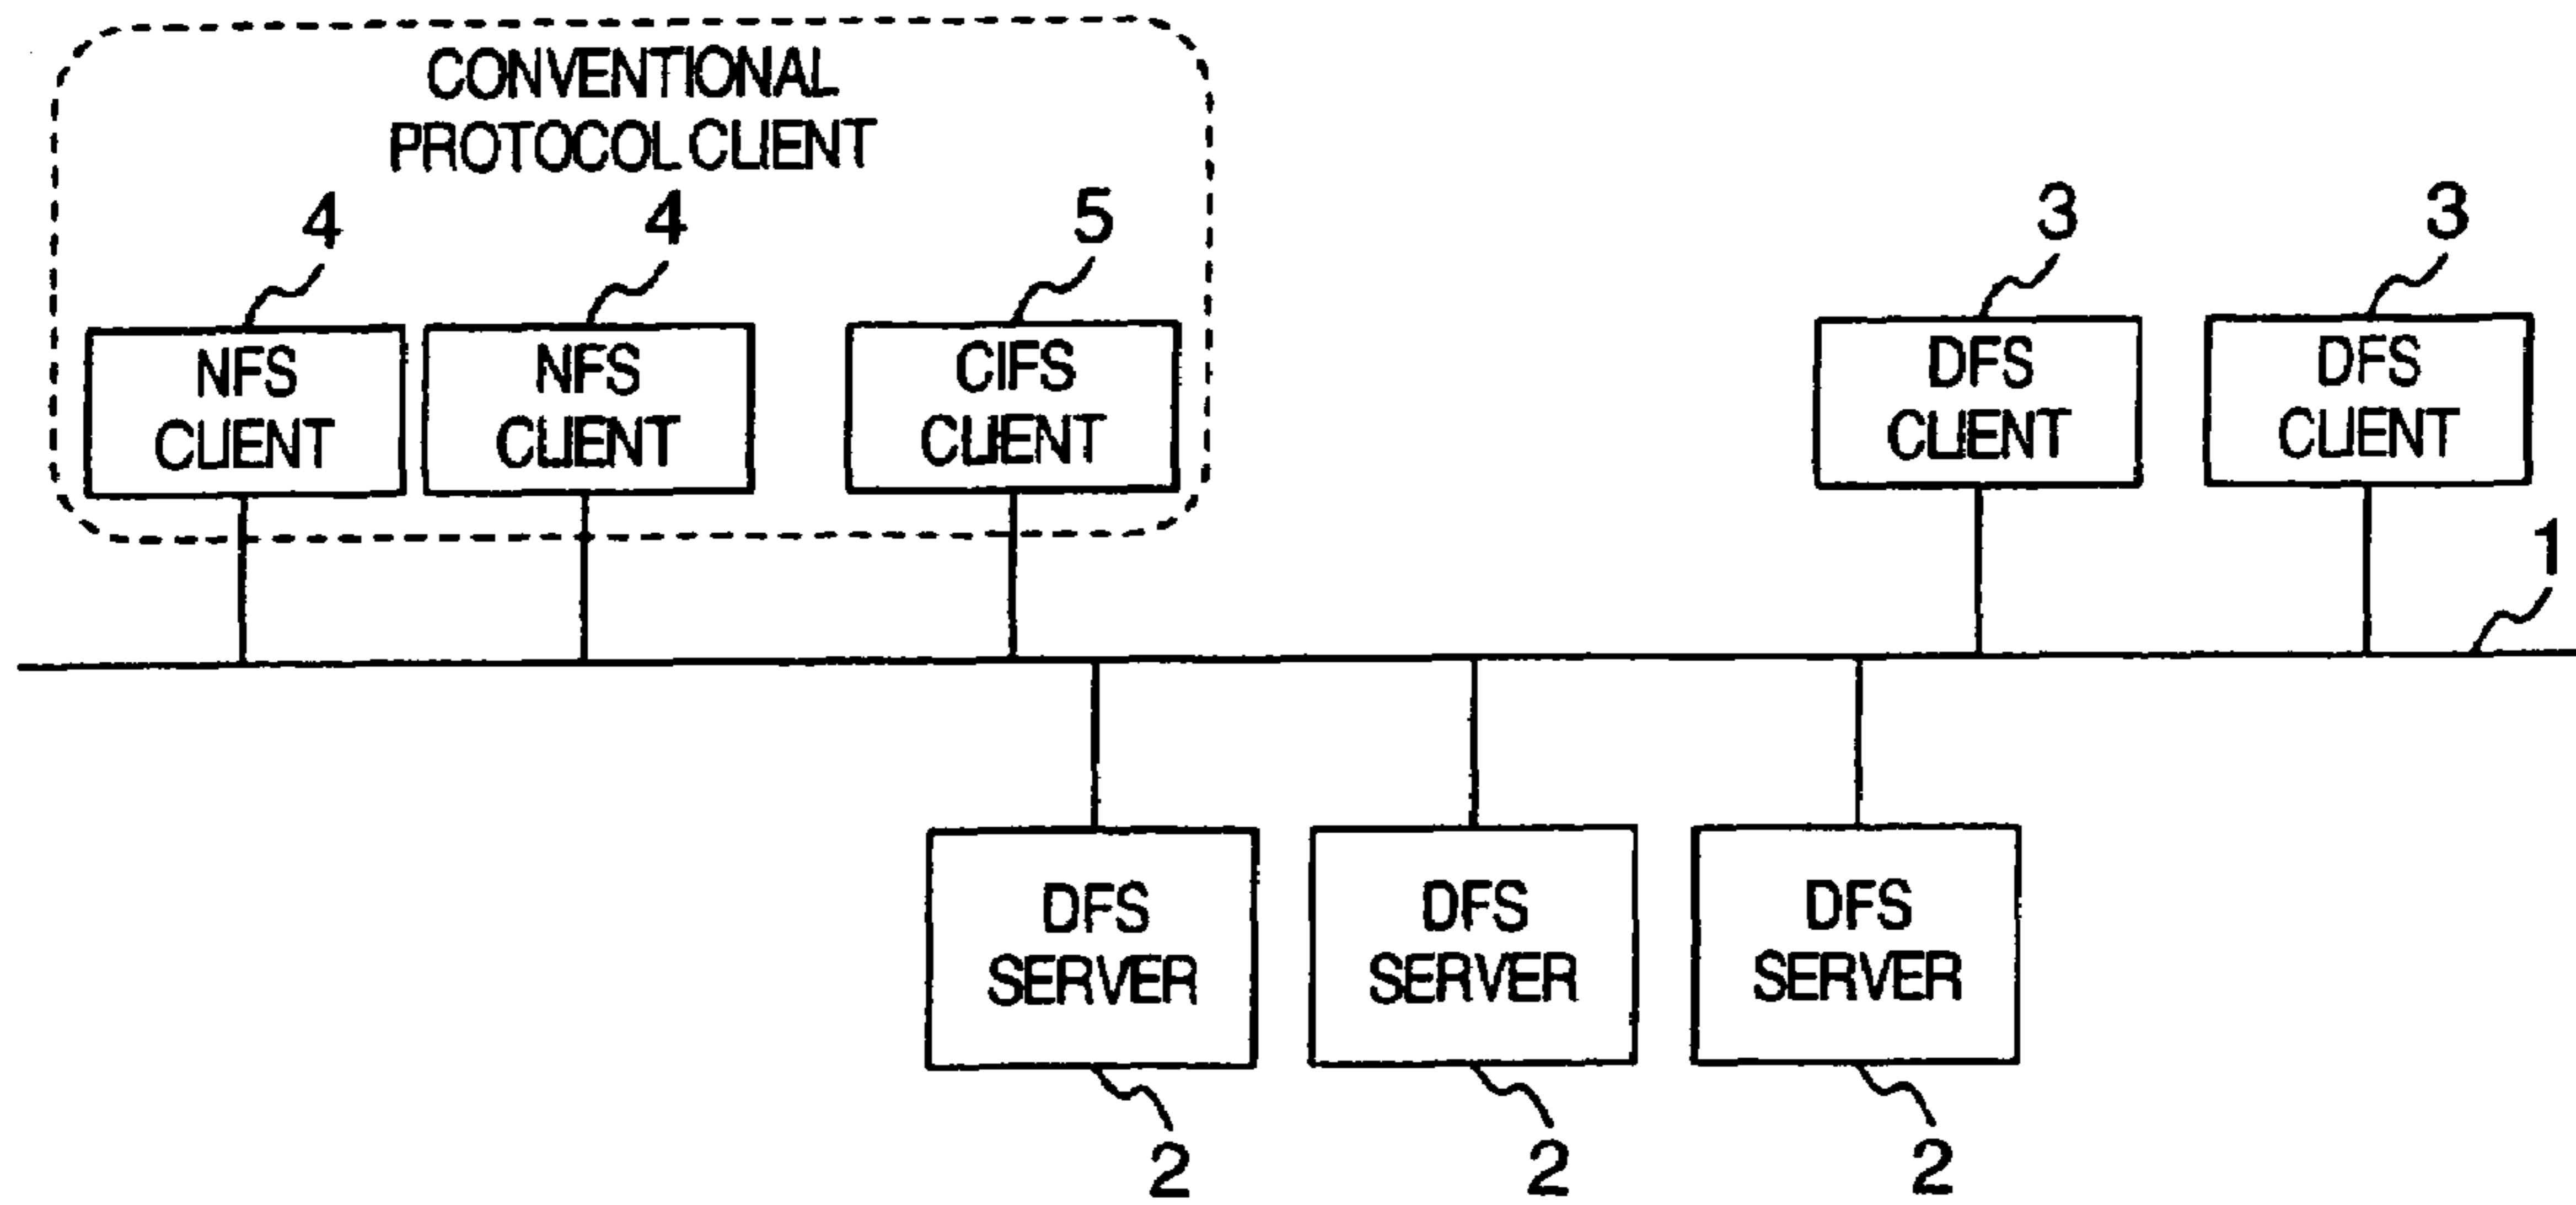 CONVENTIONAL
PROTOCOL CLIENT
4
4
5
3
3
NFS
CLIENT
NFS
CLIENT
CIFS
CLIENT
DFS
CLIENT
DFS
CLIENT
1
DFS
SERVER
DFS
SERVER
DFS
SERVER
2
2
2